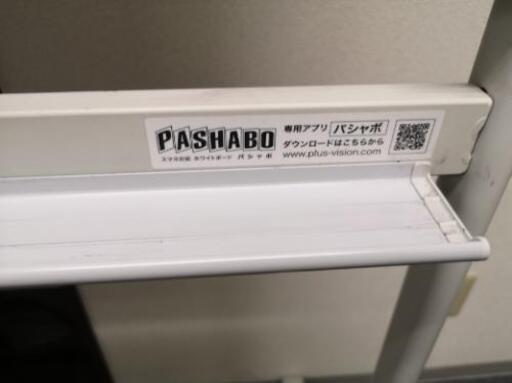 PASHABO
スマホ対応 ホワイトボード パシャボ
専用アプリ パシャボ
ダウンロードはこちらから
www.plus-vision.com